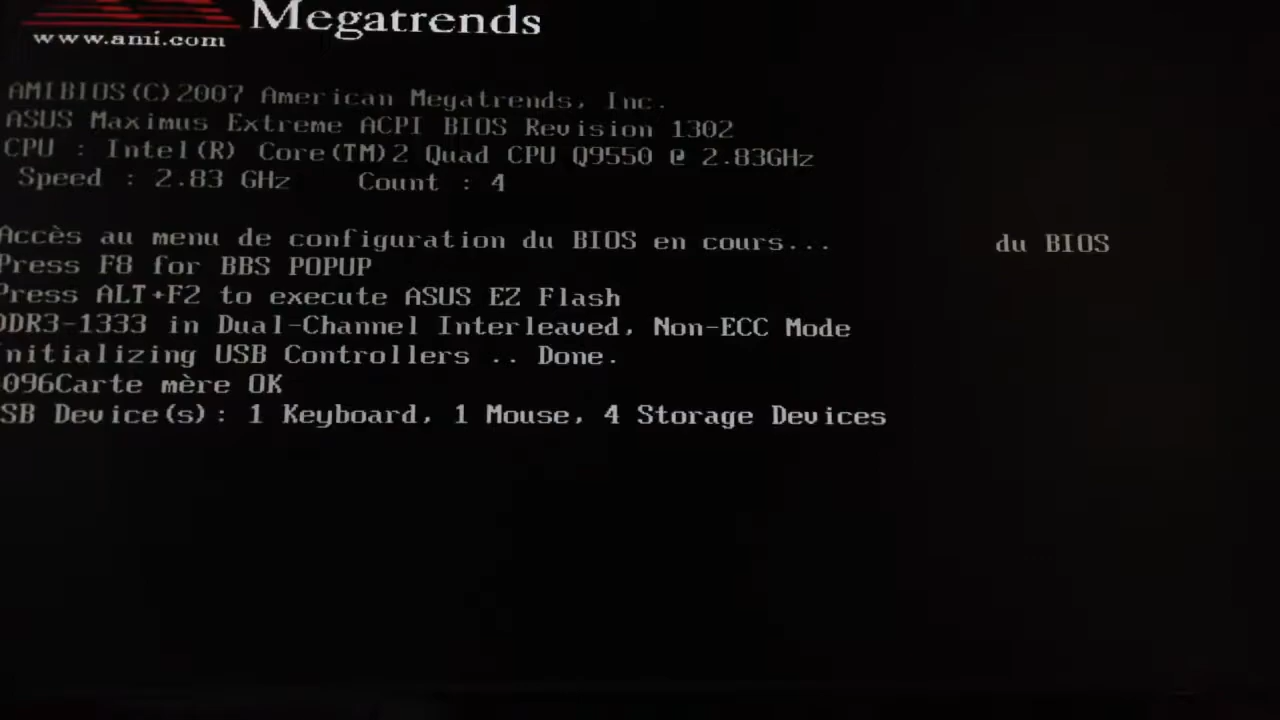 Megatrends
www.ami.com
AMIBIOS(C)2007 American Megatrends, Inc.
ASUS Maximus Extreme ACPI BIOS Revision 1302
CPU : Intel(R) Core(TM)2 Quad CPU Q9550 @ 2.83GHz
Speed : 2.83 GHz Count : 4
Accès au menu de configuration du BIOS en cours... du BIOS
Press F8 for BBS POPUP
Press ALT+F2 to execute ASUS EZ Flash
DDR3-1333 in Dual-Channel Interleaved, Non-ECC Mode
Initializing USB Controllers .. Done.
096Carte mère OK
SB Device(s): 1 Keyboard, 1 Mouse, 4 Storage Devices